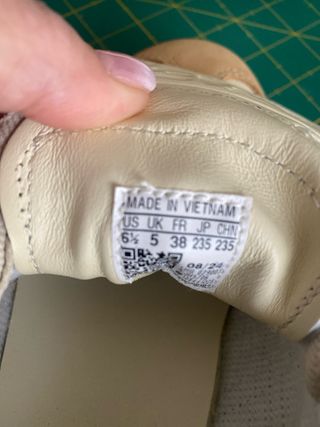 MADE IN VIETNAM
US UK FR JP CHN
6½ 5 38 235 235
08/24